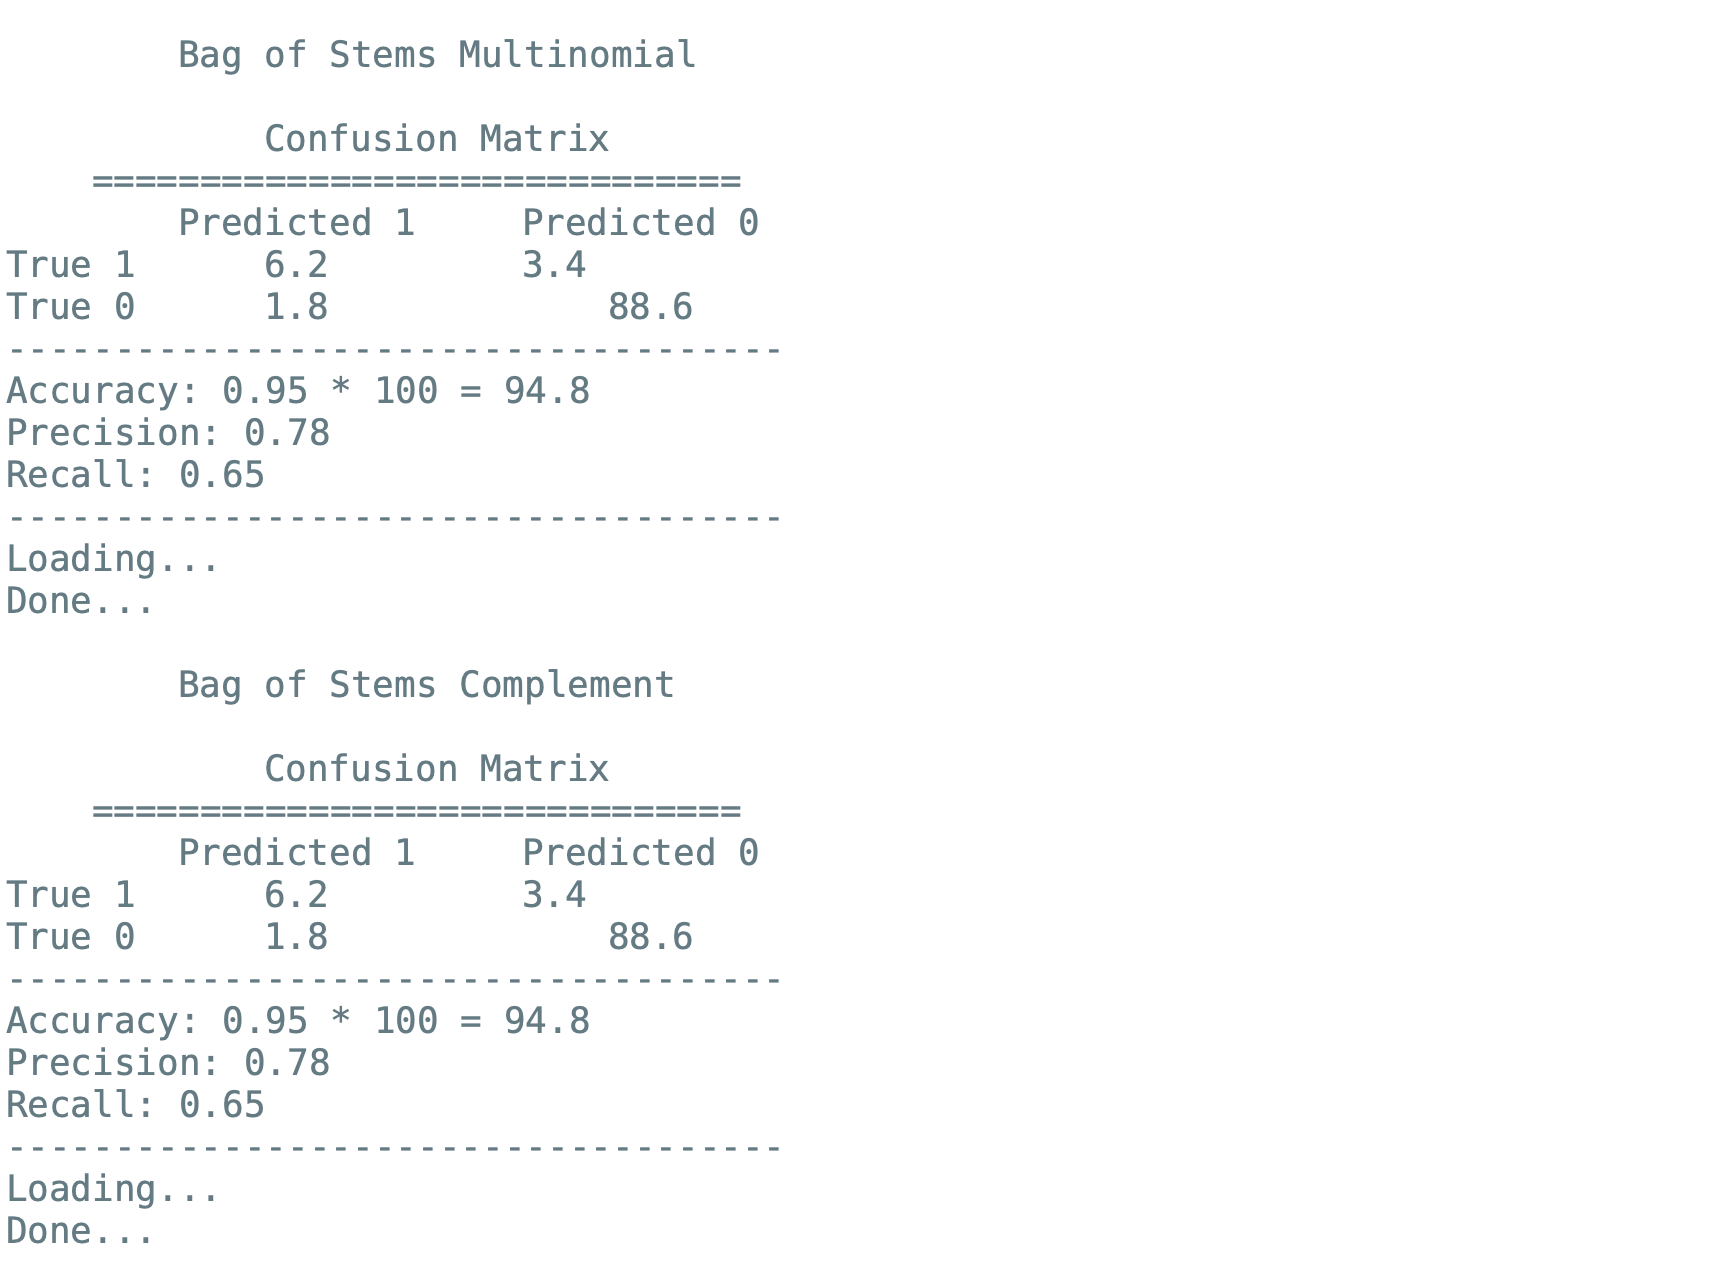 Bag of Stems Multinomial
Confusion Matrix
==============================
Predicted 1 Predicted 0
True 1 6.2 3.4
True 0 1.8 88.6
------------------------------------
Accuracy: 0.95 * 100 = 94.8
Precision: 0.78
Recall: 0.65
------------------------------------
Loading...
Done...
Bag of Stems Complement
Confusion Matrix
==============================
Predicted 1 Predicted 0
True 1 6.2 3.4
True 0 1.8 88.6
------------------------------------
Accuracy: 0.95 * 100 = 94.8
Precision: 0.78
Recall: 0.65
------------------------------------
Loading...
Done...